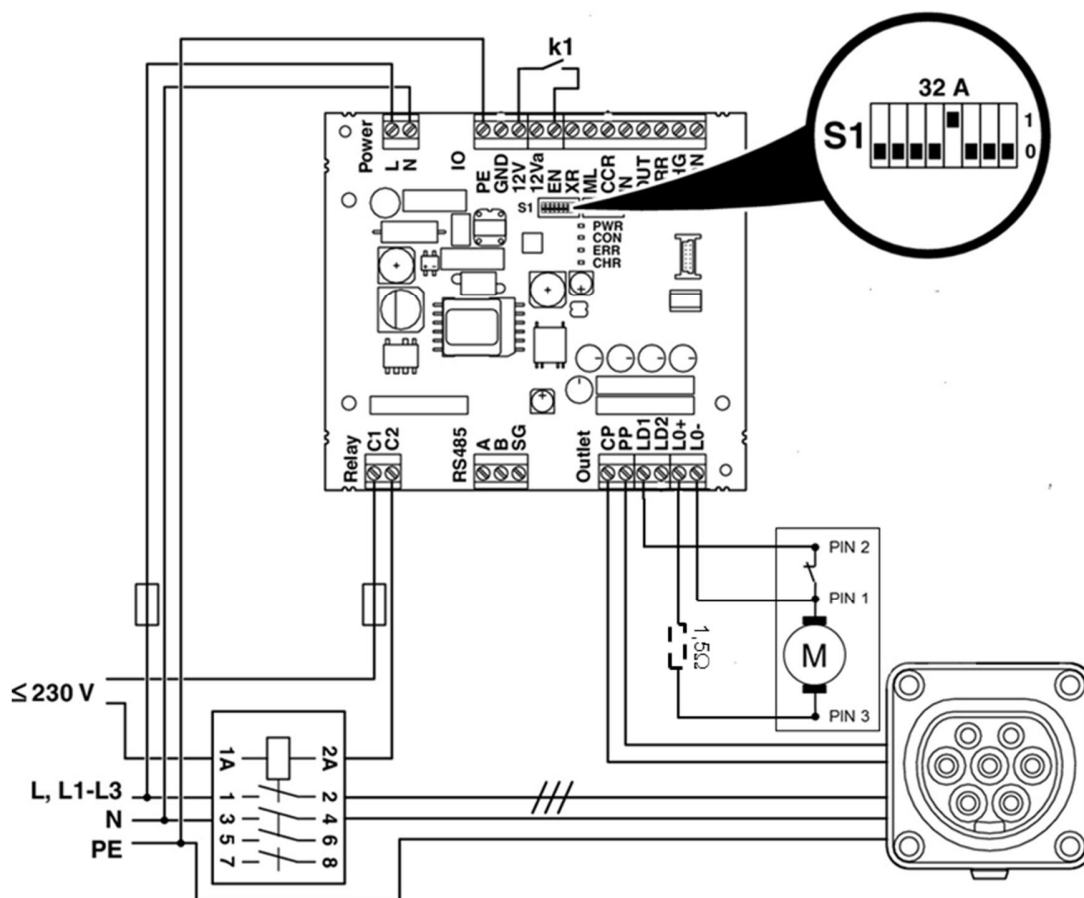 k1
32 A
S1
1
0
Power
L
N
IO
PE
GND
12V
12Va
EN
XR
ML
CCR
S1
PWR
CON
ERR
CHR
Relay
C1
C2
RS485
A
B
SG
Outlet
CP
PP
LD1
LD2
L0+
L0-
PIN 2
PIN 1
M
PIN 3
1,5Ω
≤ 230 V
1A
2A
L, L1-L3
1
2
N
3
4
PE
5
6
7
8